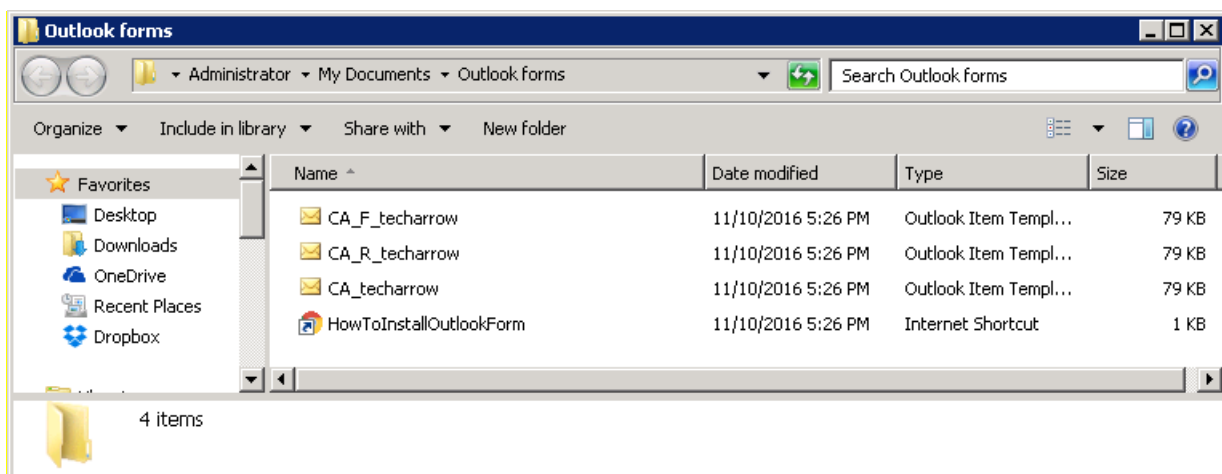 Outlook forms
Administrator My Documents Outlook forms Search Outlook forms
Organize Include in library Share with New folder
Name Date modified Type Size
Favorites
Desktop
Downloads
OneDrive
Recent Places
Dropbox
CA_F_techarrow 11/10/2016 5:26 PM Outlook Item Templ... 79 KB
CA_R_techarrow 11/10/2016 5:26 PM Outlook Item Templ... 79 KB
CA_techarrow 11/10/2016 5:26 PM Outlook Item Templ... 79 KB
HowToInstallOutlookForm 11/10/2016 5:26 PM Internet Shortcut 1 KB
4 items